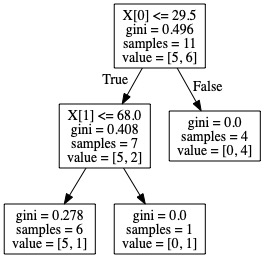 X[0] <= 29.5
gini = 0.496
samples = 11
value = [5, 6]
True
False
X[1] <= 68.0
gini = 0.408
samples = 7
value = [5, 2]
gini = 0.0
samples = 4
value = [0, 4]
gini = 0.278
samples = 6
value = [5, 1]
gini = 0.0
samples = 1
value = [0, 1]